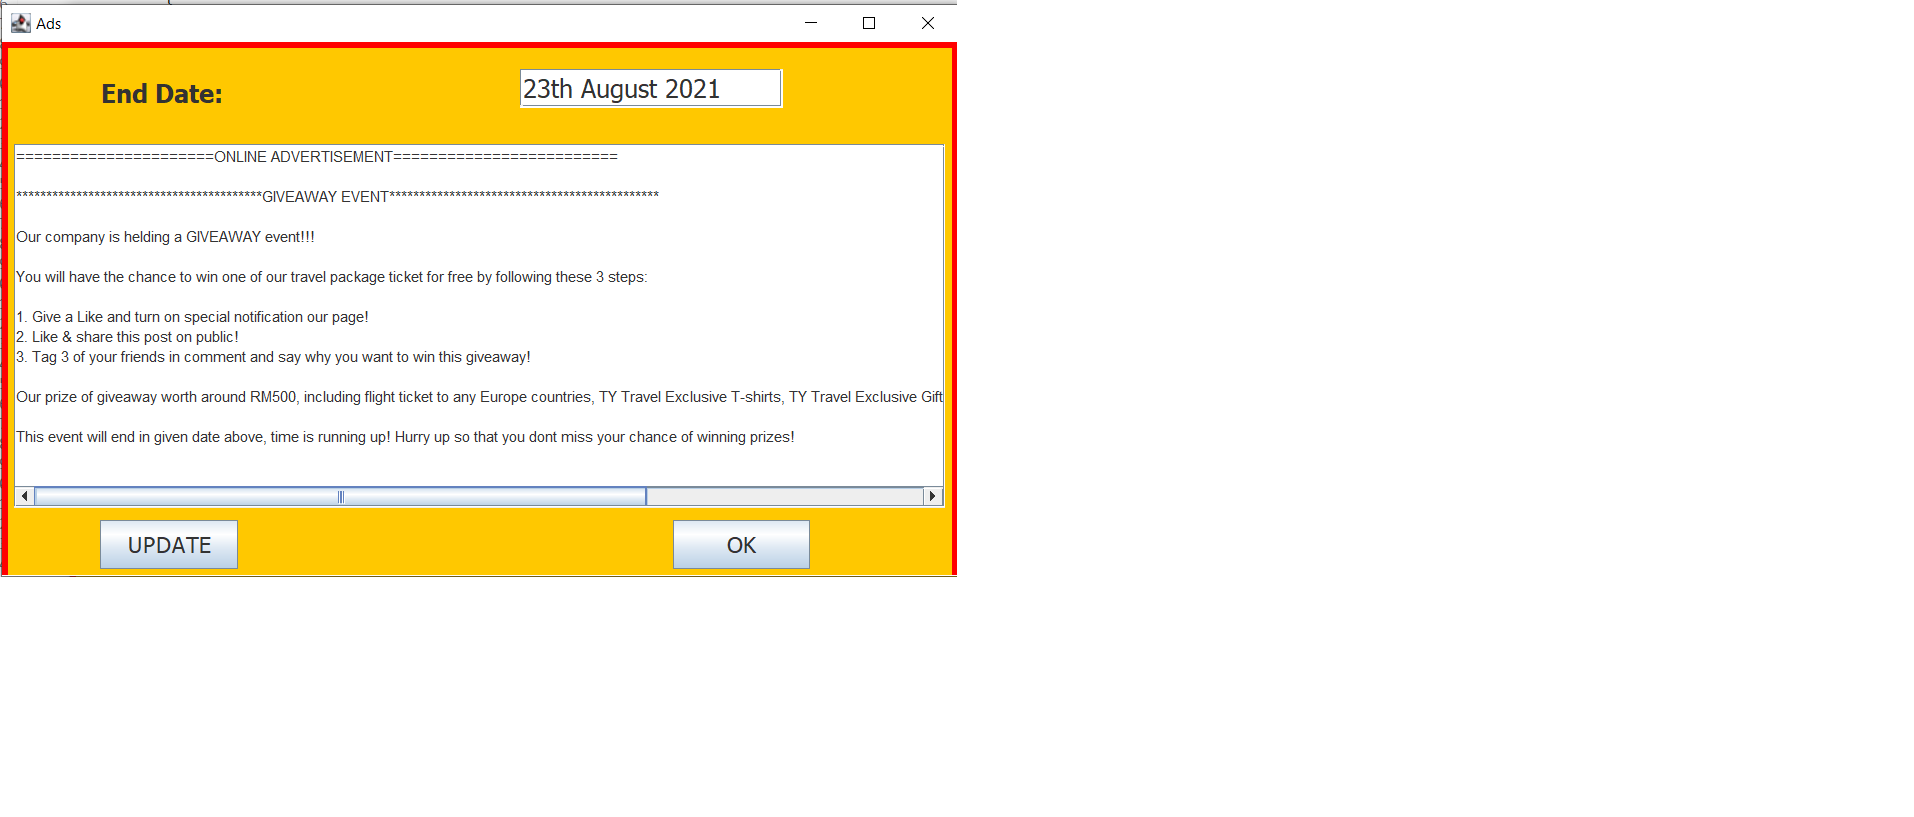 Ads
End Date:
23th August 2021
======================ONLINE ADVERTISEMENT=========================
*****************************************GIVEAWAY EVENT*********************************************
Our company is helding a GIVEAWAY event!!!
You will have the chance to win one of our travel package ticket for free by following these 3 steps:
1. Give a Like and turn on special notification our page!
2. Like & share this post on public!
3. Tag 3 of your friends in comment and say why you want to win this giveaway!
Our prize of giveaway worth around RM500, including flight ticket to any Europe countries, TY Travel Exclusive T-shirts, TY Travel Exclusive Gift
This event will end in given date above, time is running up! Hurry up so that you dont miss your chance of winning prizes!
UPDATE
OK